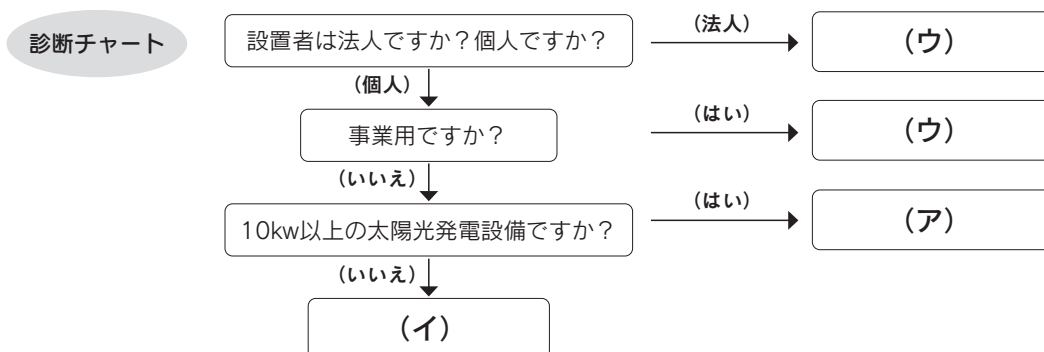 診断チャート
設置者は法人ですか？個人ですか？
（法人）
（ウ）
（個人）
事業用ですか？
（はい）
（ウ）
（いいえ）
10kw以上の太陽光発電設備ですか？
（はい）
（ア）
（いいえ）
（イ）